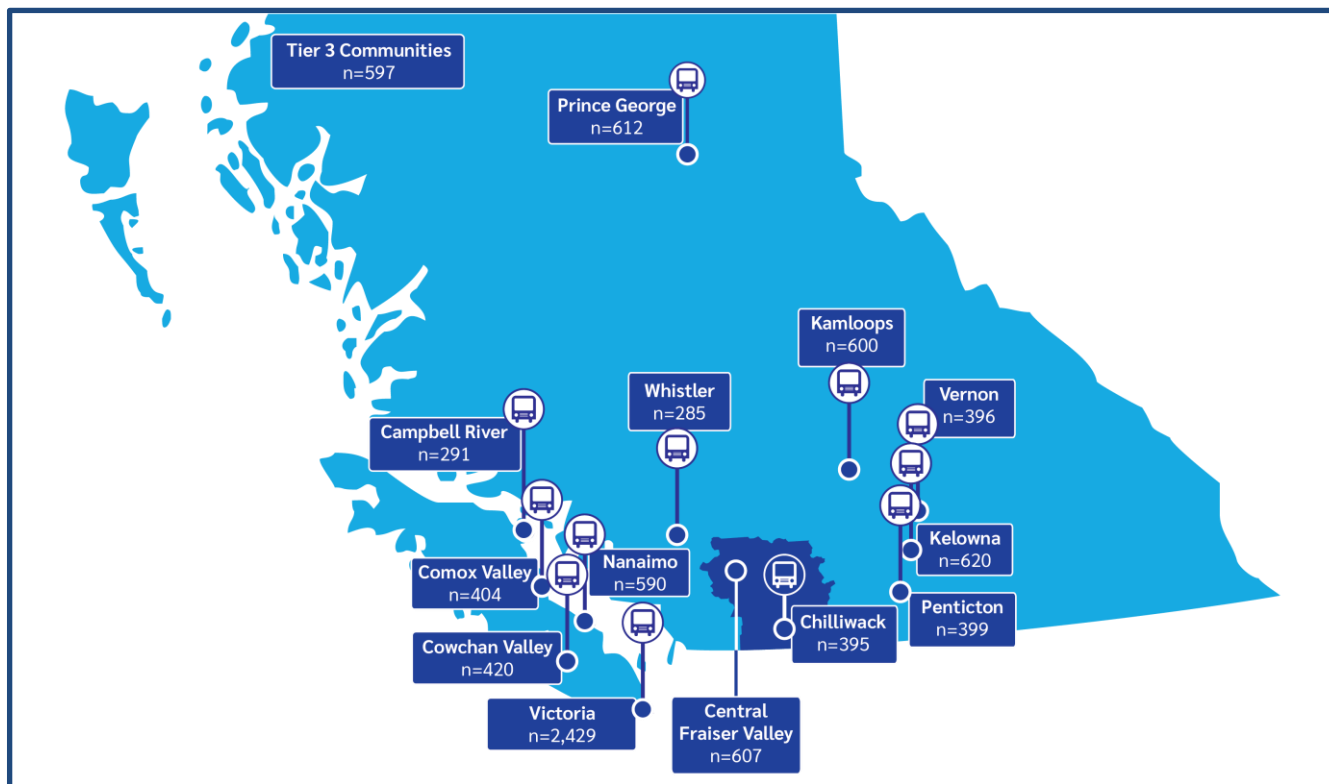 Tier 3 Communities
n=597
Prince George
n=612
Kamloops
n=600
Whistler
n=285
Vernon
n=396
Campbell River
n=291
Nanaimo
n=590
Kelowna
n=620
Comox Valley
n=404
Penticton
n=399
Chilliwack
n=395
Cowchan Valley
n=420
Victoria
n=2,429
Central
Fraiser Valley
n=607